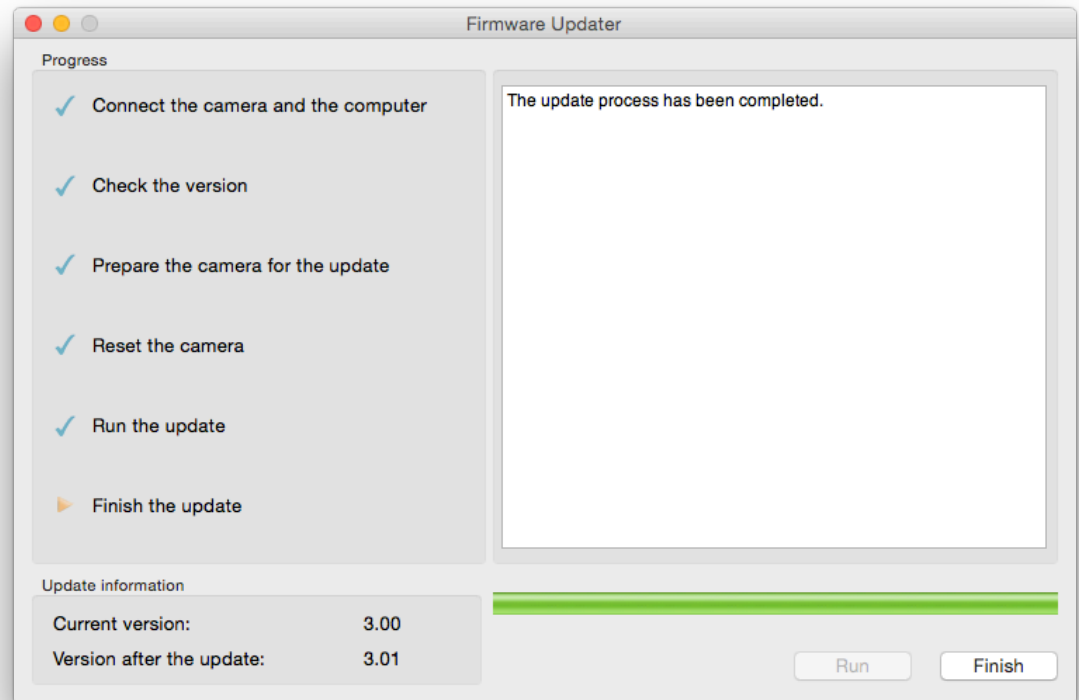 Firmware Updater
Progress
Connect the camera and the computer
Check the version
Prepare the camera for the update
Reset the camera
Run the update
Finish the update
The update process has been completed.
Update information
Current version: 3.00
Version after the update: 3.01
Run
Finish